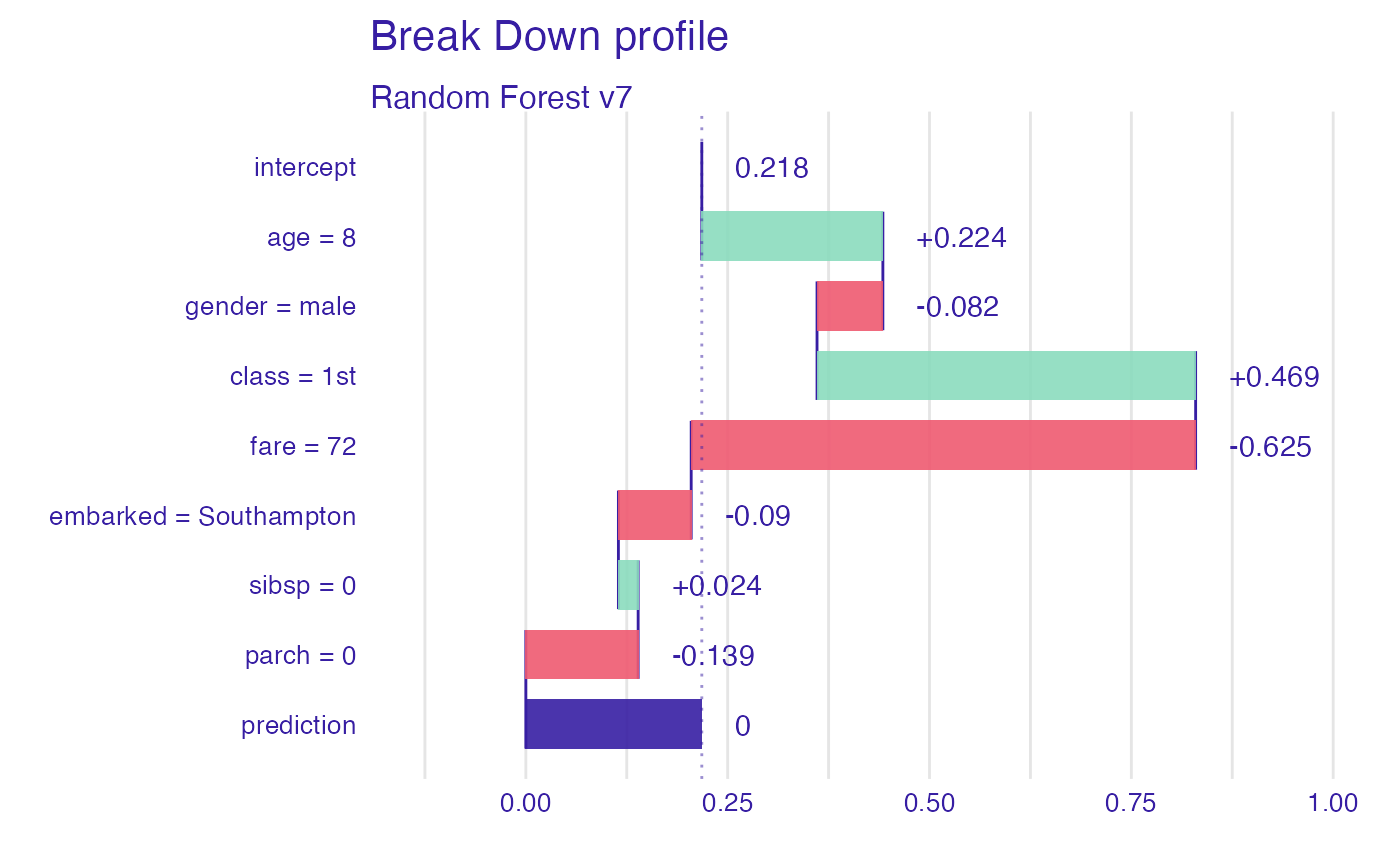 Break Down profile
Random Forest v7
intercept 0.218
age = 8 +0.224
gender = male -0.082
class = 1st +0.469
fare = 72 -0.625
embarked = Southampton -0.09
sibsp = 0 +0.024
parch = 0 -0.139
prediction 0
0.00 0.25 0.50 0.75 1.00